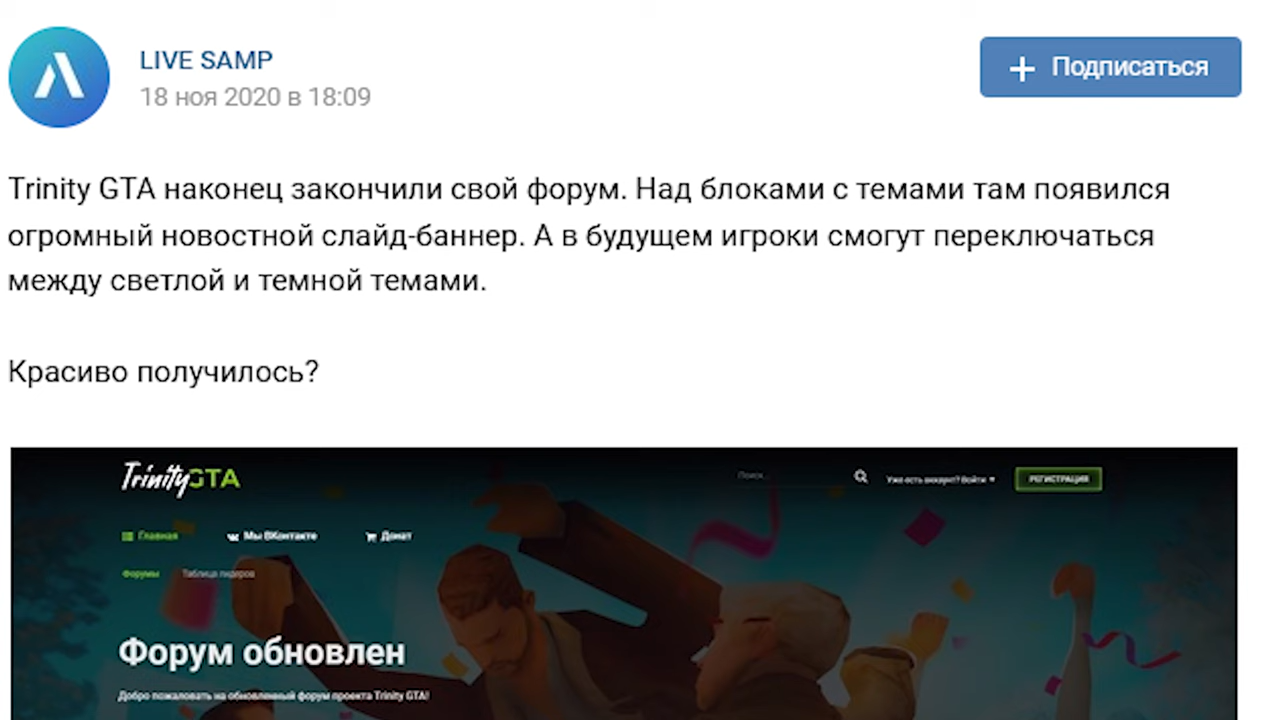 LIVE SAMP
18 ноя 2020 в 18:09
Подписаться
Trinity GTA наконец закончили свой форум. Над блоками с темами там появился
огромный новостной слайд-баннер. А в будущем игроки смогут переключаться
между светлой и темной темами.
Красиво получилось?
TrinityGTA
Поиск...
Уже есть аккаунт? Войти
РЕГИСТРАЦИЯ
Главная
Мы ВКонтакте
Донат
Форумы
Таблица лидеров
Форум обновлен
Добро пожаловать на обновленный форум проекта Trinity GTA!